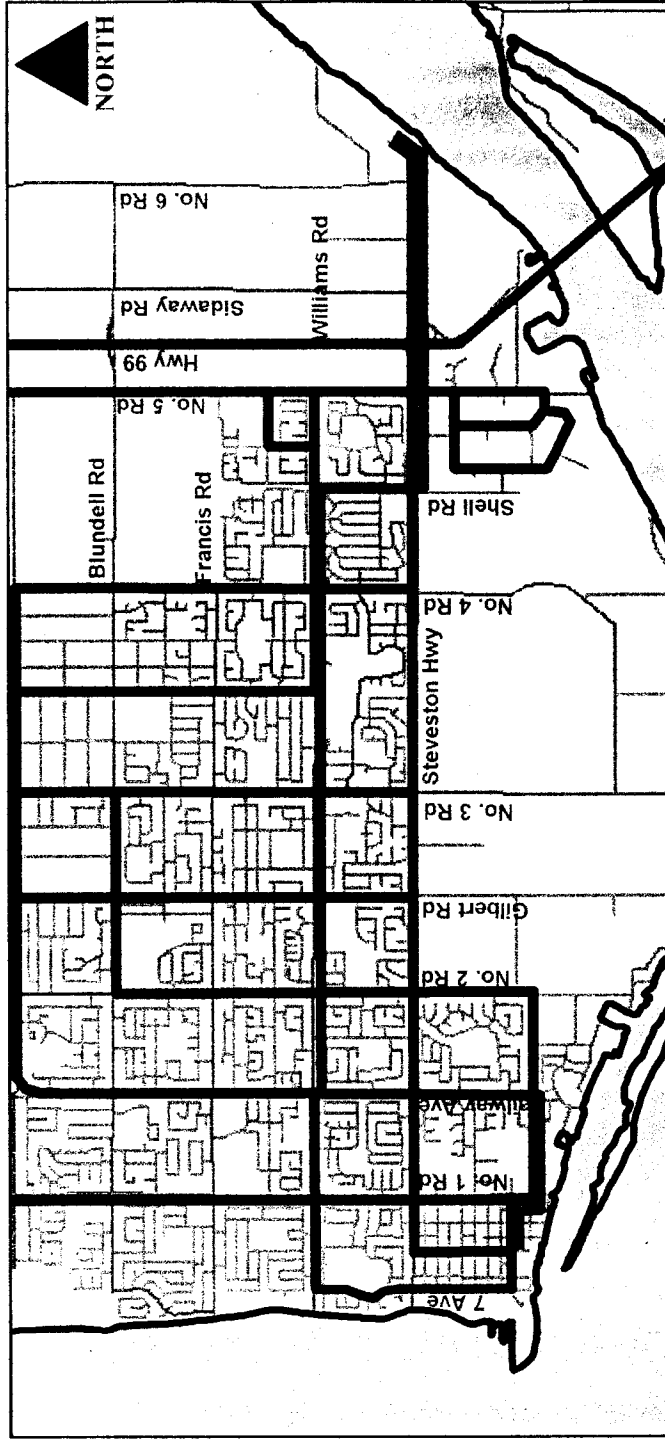 NORTH
No. 6 Rd
Sidaway Rd
Williams Rd
Hwy 99
No. 5 Rd
Blundell Rd
Francis Rd
Shell Rd
No. 4 Rd
Steveston Hwy
No. 3 Rd
Gilbert Rd
No. 2 Rd
ailway Ave
No. 1 Rd
7 Ave